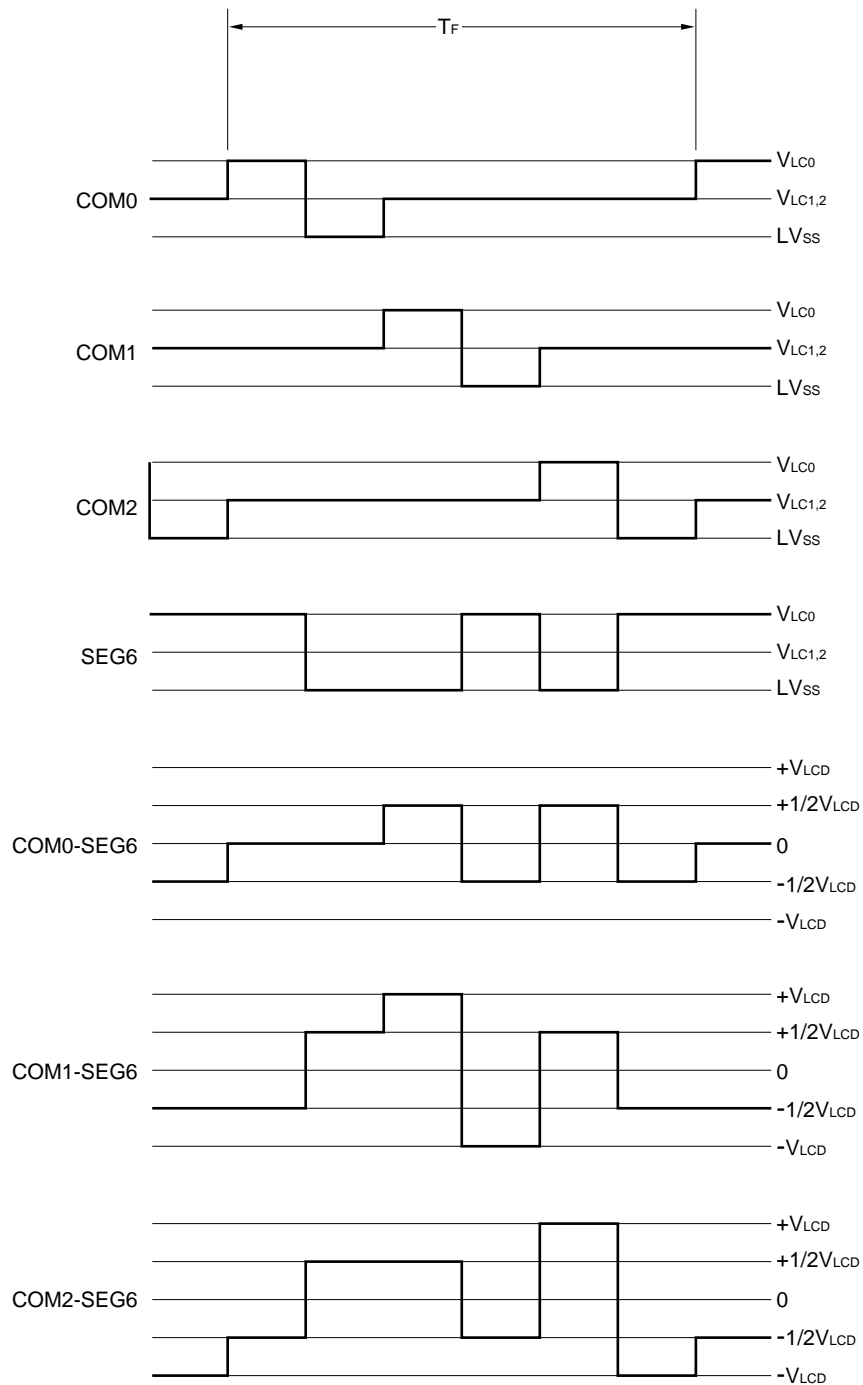 TF
COM0
VLC0
VLC1,2
LVSS
COM1
VLC0
VLC1,2
LVSS
COM2
VLC0
VLC1,2
LVSS
SEG6
VLC0
VLC1,2
LVSS
COM0-SEG6
+VLCD
+1/2VLCD
0
-1/2VLCD
-VLCD
COM1-SEG6
+VLCD
+1/2VLCD
0
-1/2VLCD
-VLCD
COM2-SEG6
+VLCD
+1/2VLCD
0
-1/2VLCD
-VLCD